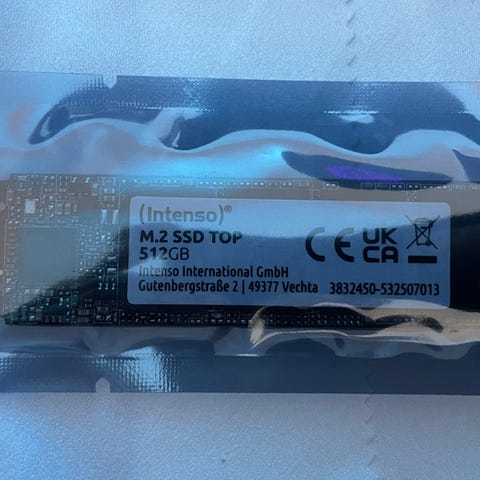 (intenso)®
M.2 SSD TOP
512GB
Intenso International GmbH
Gutenbergstraße 2 | 49377 Vechta 3832450-532507013
CE UK CA